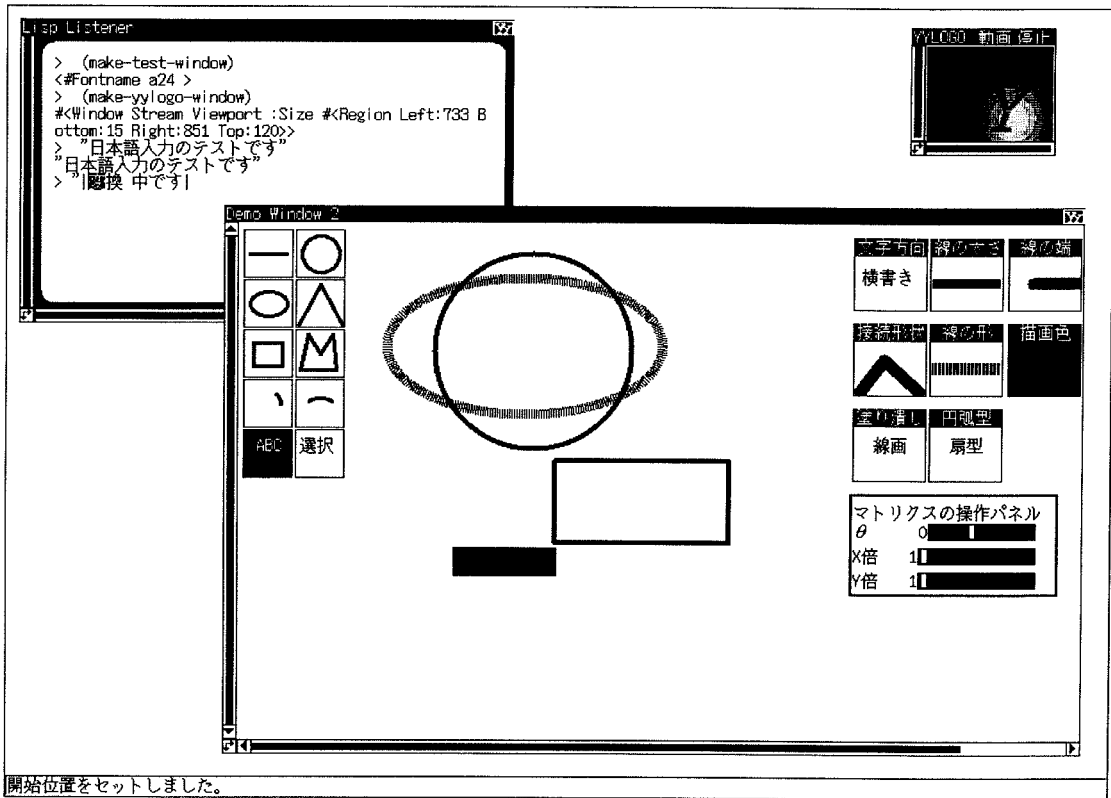 Lisp Listener
> (make-test-window)
<#Fontname a24 >
> (make-yylogo-window)
#<Window Stream Viewport :Size #<Region Left:733 B
ottom:15 Right:851 Top:120>>
> "日本語入力のテストです"
"日本語入力のテストです"
換 中です|
YYLOGO 動画 停止
Demo Window 2
ABC 選択
文字方向 線の太さ 線の端
横書き
接続形状 線の形 描画色
塗り潰し 円弧型
線画 扇型
マトリクスの操作パネル
θ 0
X倍 1
Y倍 1
開始位置をセットしました。